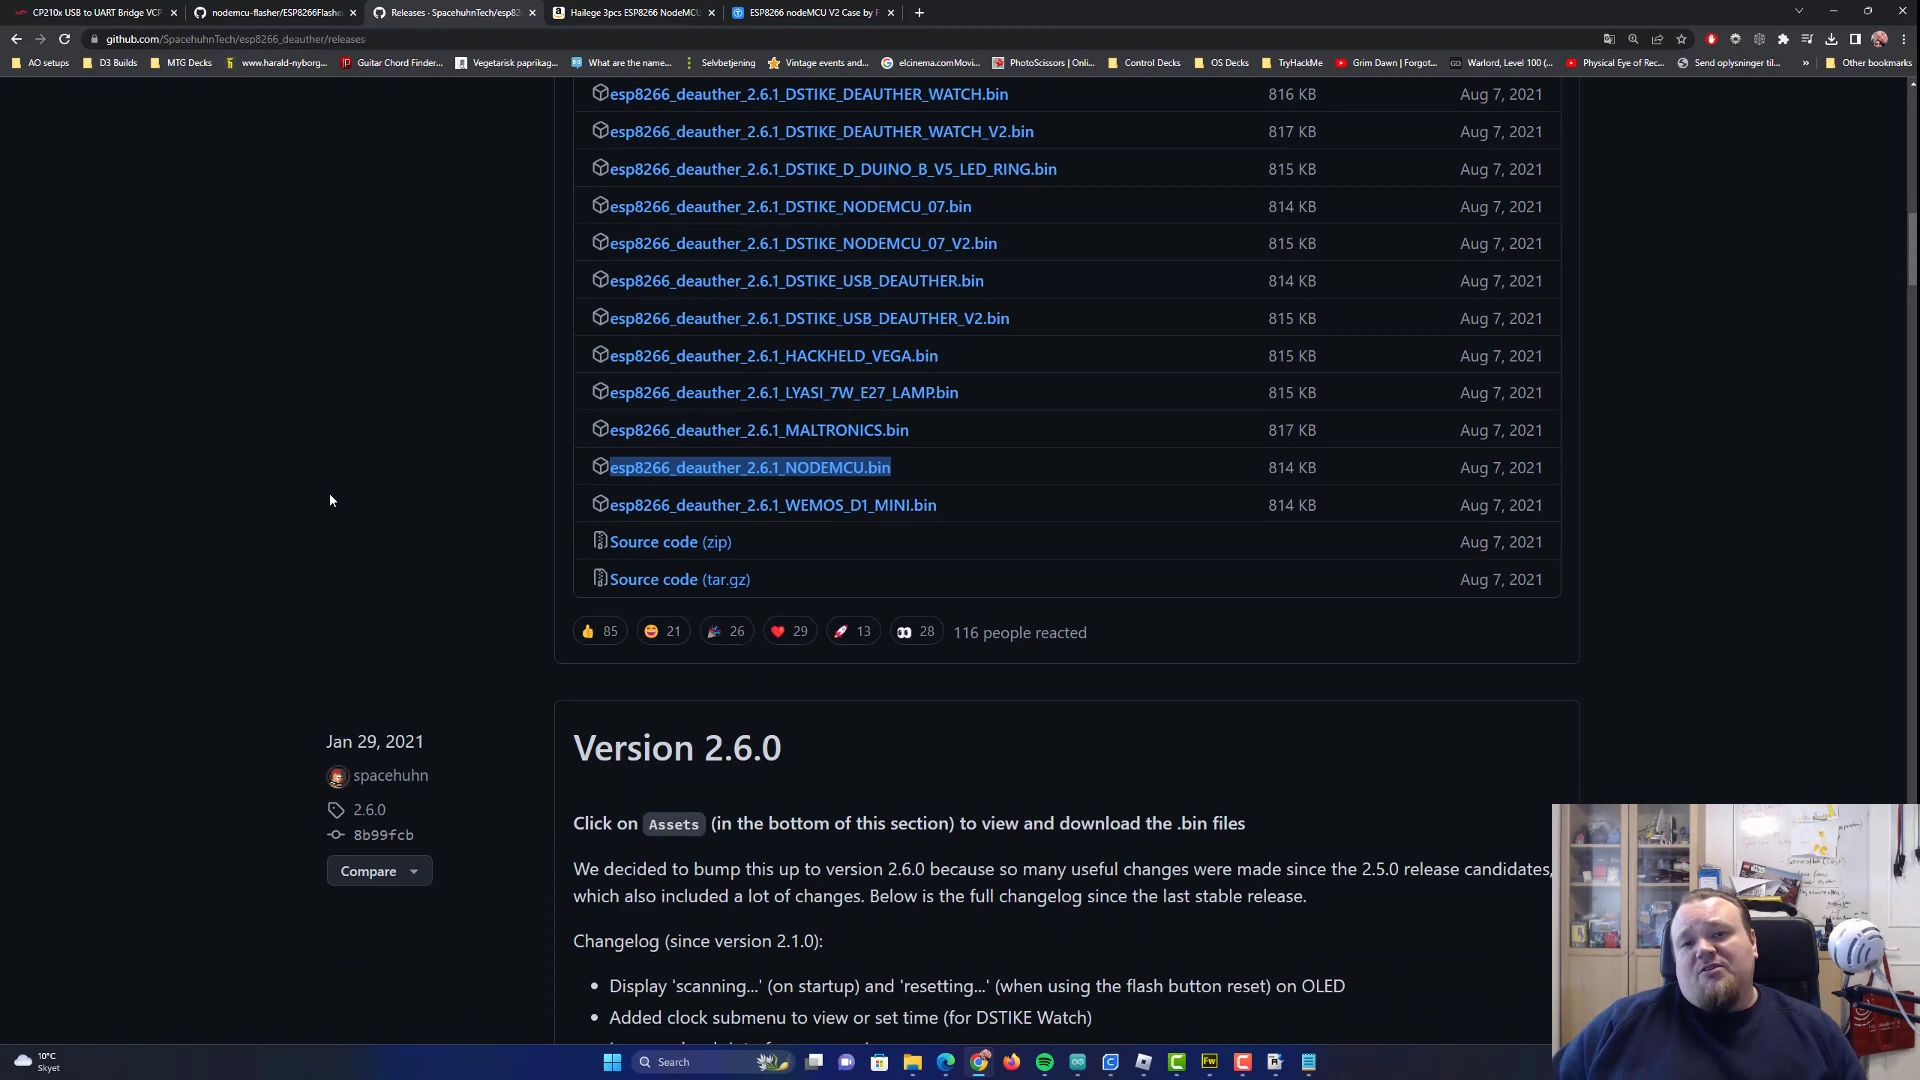 CP210x USB to UART Bridge VCP
nodemcu-flasher/ESP8266Flasher
Releases · SpacehuhnTech/esp82
Hailege 3pcs ESP8266 NodeMCU
ESP8266 nodeMCU V2 Case by F
github.com/SpacehuhnTech/esp8266_deauther/releases
AO setups
D3 Builds
MTG Decks
www.harald-nyborg...
Guitar Chord Finder...
Vegetarisk paprikag...
What are the name...
Selvbetjening
Vintage events and...
elcinema.comMovi...
PhotoScissors | Onli...
Control Decks
OS Decks
TryHackMe
Grim Dawn | Forgot...
Warlord, Level 100 (...
Physical Eye of Rec...
Send oplysninger til...
»
Other bookmarks
esp8266_deauther_2.6.1_DSTIKE_DEAUTHER_WATCH.bin 816 KB Aug 7, 2021
esp8266_deauther_2.6.1_DSTIKE_DEAUTHER_WATCH_V2.bin 817 KB Aug 7, 2021
esp8266_deauther_2.6.1_DSTIKE_D_DUINO_B_V5_LED_RING.bin 815 KB Aug 7, 2021
esp8266_deauther_2.6.1_DSTIKE_NODEMCU_07.bin 814 KB Aug 7, 2021
esp8266_deauther_2.6.1_DSTIKE_NODEMCU_07_V2.bin 815 KB Aug 7, 2021
esp8266_deauther_2.6.1_DSTIKE_USB_DEAUTHER.bin 814 KB Aug 7, 2021
esp8266_deauther_2.6.1_DSTIKE_USB_DEAUTHER_V2.bin 815 KB Aug 7, 2021
esp8266_deauther_2.6.1_HACKHELD_VEGA.bin 815 KB Aug 7, 2021
esp8266_deauther_2.6.1_LYASI_7W_E27_LAMP.bin 815 KB Aug 7, 2021
esp8266_deauther_2.6.1_MALTRONICS.bin 817 KB Aug 7, 2021
esp8266_deauther_2.6.1_NODEMCU.bin 814 KB Aug 7, 2021
esp8266_deauther_2.6.1_WEMOS_D1_MINI.bin 814 KB Aug 7, 2021
Source code (zip) Aug 7, 2021
Source code (tar.gz) Aug 7, 2021
85 21 26 29 13 28 116 people reacted
Jan 29, 2021
spacehuhn
2.6.0
8b99fcb
Compare
Version 2.6.0
Click on Assets (in the bottom of this section) to view and download the .bin files
We decided to bump this up to version 2.6.0 because so many useful changes were made since the 2.5.0 release candidates,
which also included a lot of changes. Below is the full changelog since the last stable release.
Changelog (since version 2.1.0):
Display 'scanning...' (on startup) and 'resetting...' (when using the flash button reset) on OLED
Added clock submenu to view or set time (for DSTIKE Watch)
10°C
Skyet
Search
Fw